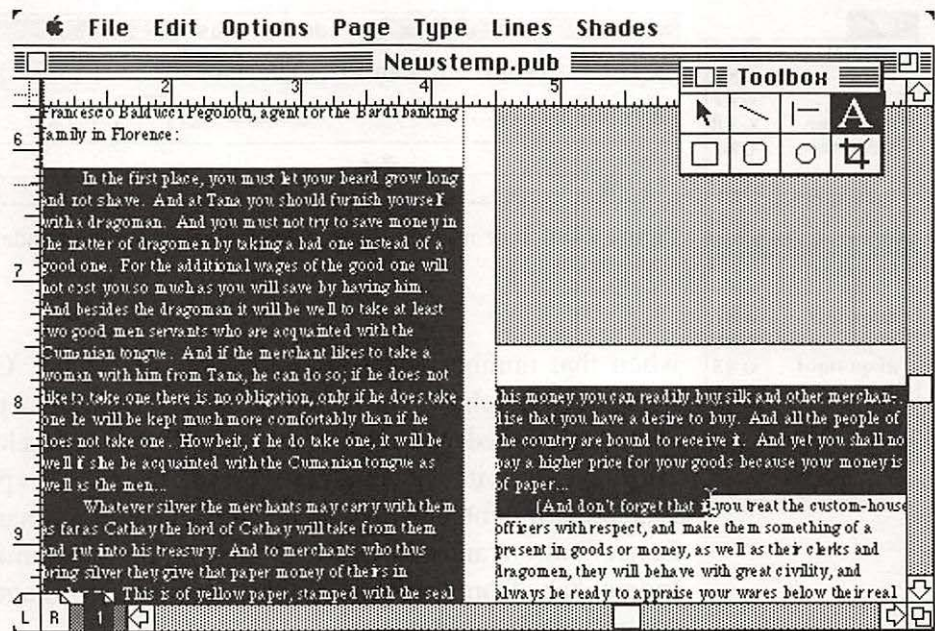 File Edit Options Page Type Lines Shades
Newstemp.pub
Toolbox
A
2 3 4 5
6
7
8
9
Francesco Balducci Pegolotti, agent for the Bardi banking
family in Florence:
In the first place, you must let your beard grow long
and not shave. And at Tana you should furnish yourself
with a dragoman. And you must not try to save money in
the matter of dragomen by taking a bad one instead of a
good one. For the additional wages of the good one will
not cost you so much as you will save by having him.
And besides the dragoman it will be well to take at least
two good men servants who are acquainted with the
Cumanian tongue. And if the merchant likes to take a
woman with him from Tana, he can do so; if he does not
like to take one there is no obligation, only if he does take
one he will be kept much more comfortably than if he
does not take one. Howbeit, if he do take one, it will be
well if she be acquainted with the Cumanian tongue as
well as the men...
Whatever silver the merchants may carry with them
as far as Cathay the lord of Cathay will take from them
and put into his treasury. And to merchants who thus
bring silver they give that paper money of theirs in
This is of yellow paper, stamped with the seal
this money you can readily buy silk and other merchan-
dise that you have a desire to buy. And all the people of
the country are bound to receive it. And yet you shall no
pay a higher price for your goods because your money is
of paper...
[And don't forget that if you treat the custom-house
officers with respect, and make them something of a
present in goods or money, as well as their clerks and
dragomen, they will behave with great civility, and
always be ready to appraise your wares below their real
L R 1